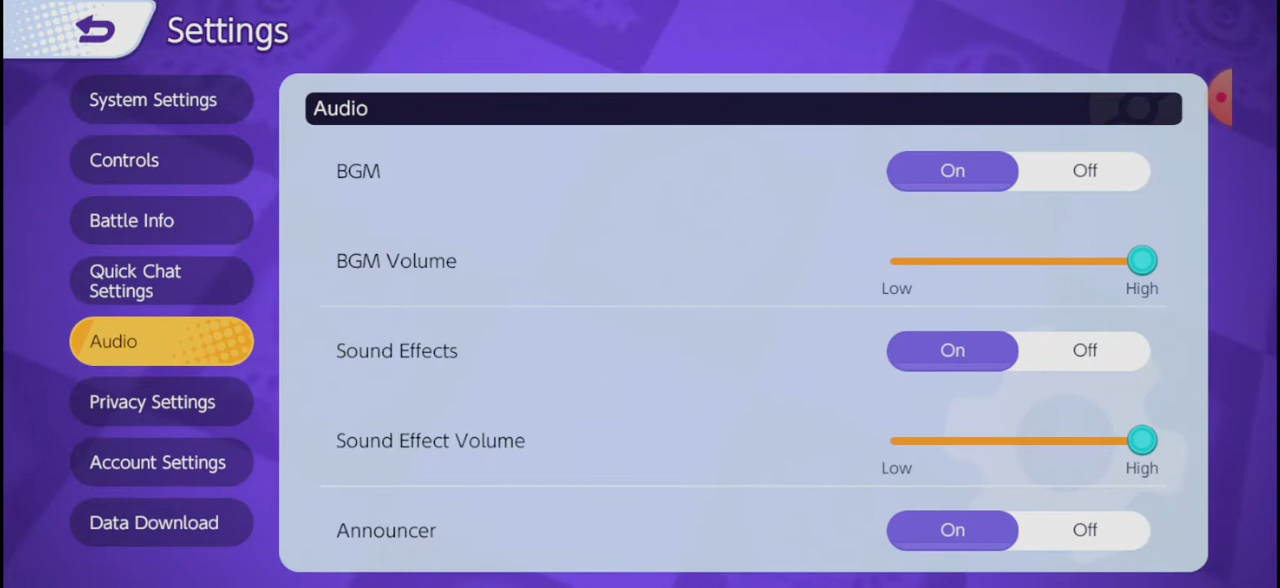 Settings
System Settings
Controls
Battle Info
Quick Chat
Settings
Audio
Privacy Settings
Account Settings
Data Download
Audio
BGM
On Off
BGM Volume
Low High
Sound Effects
On Off
Sound Effect Volume
Low High
Announcer
On Off